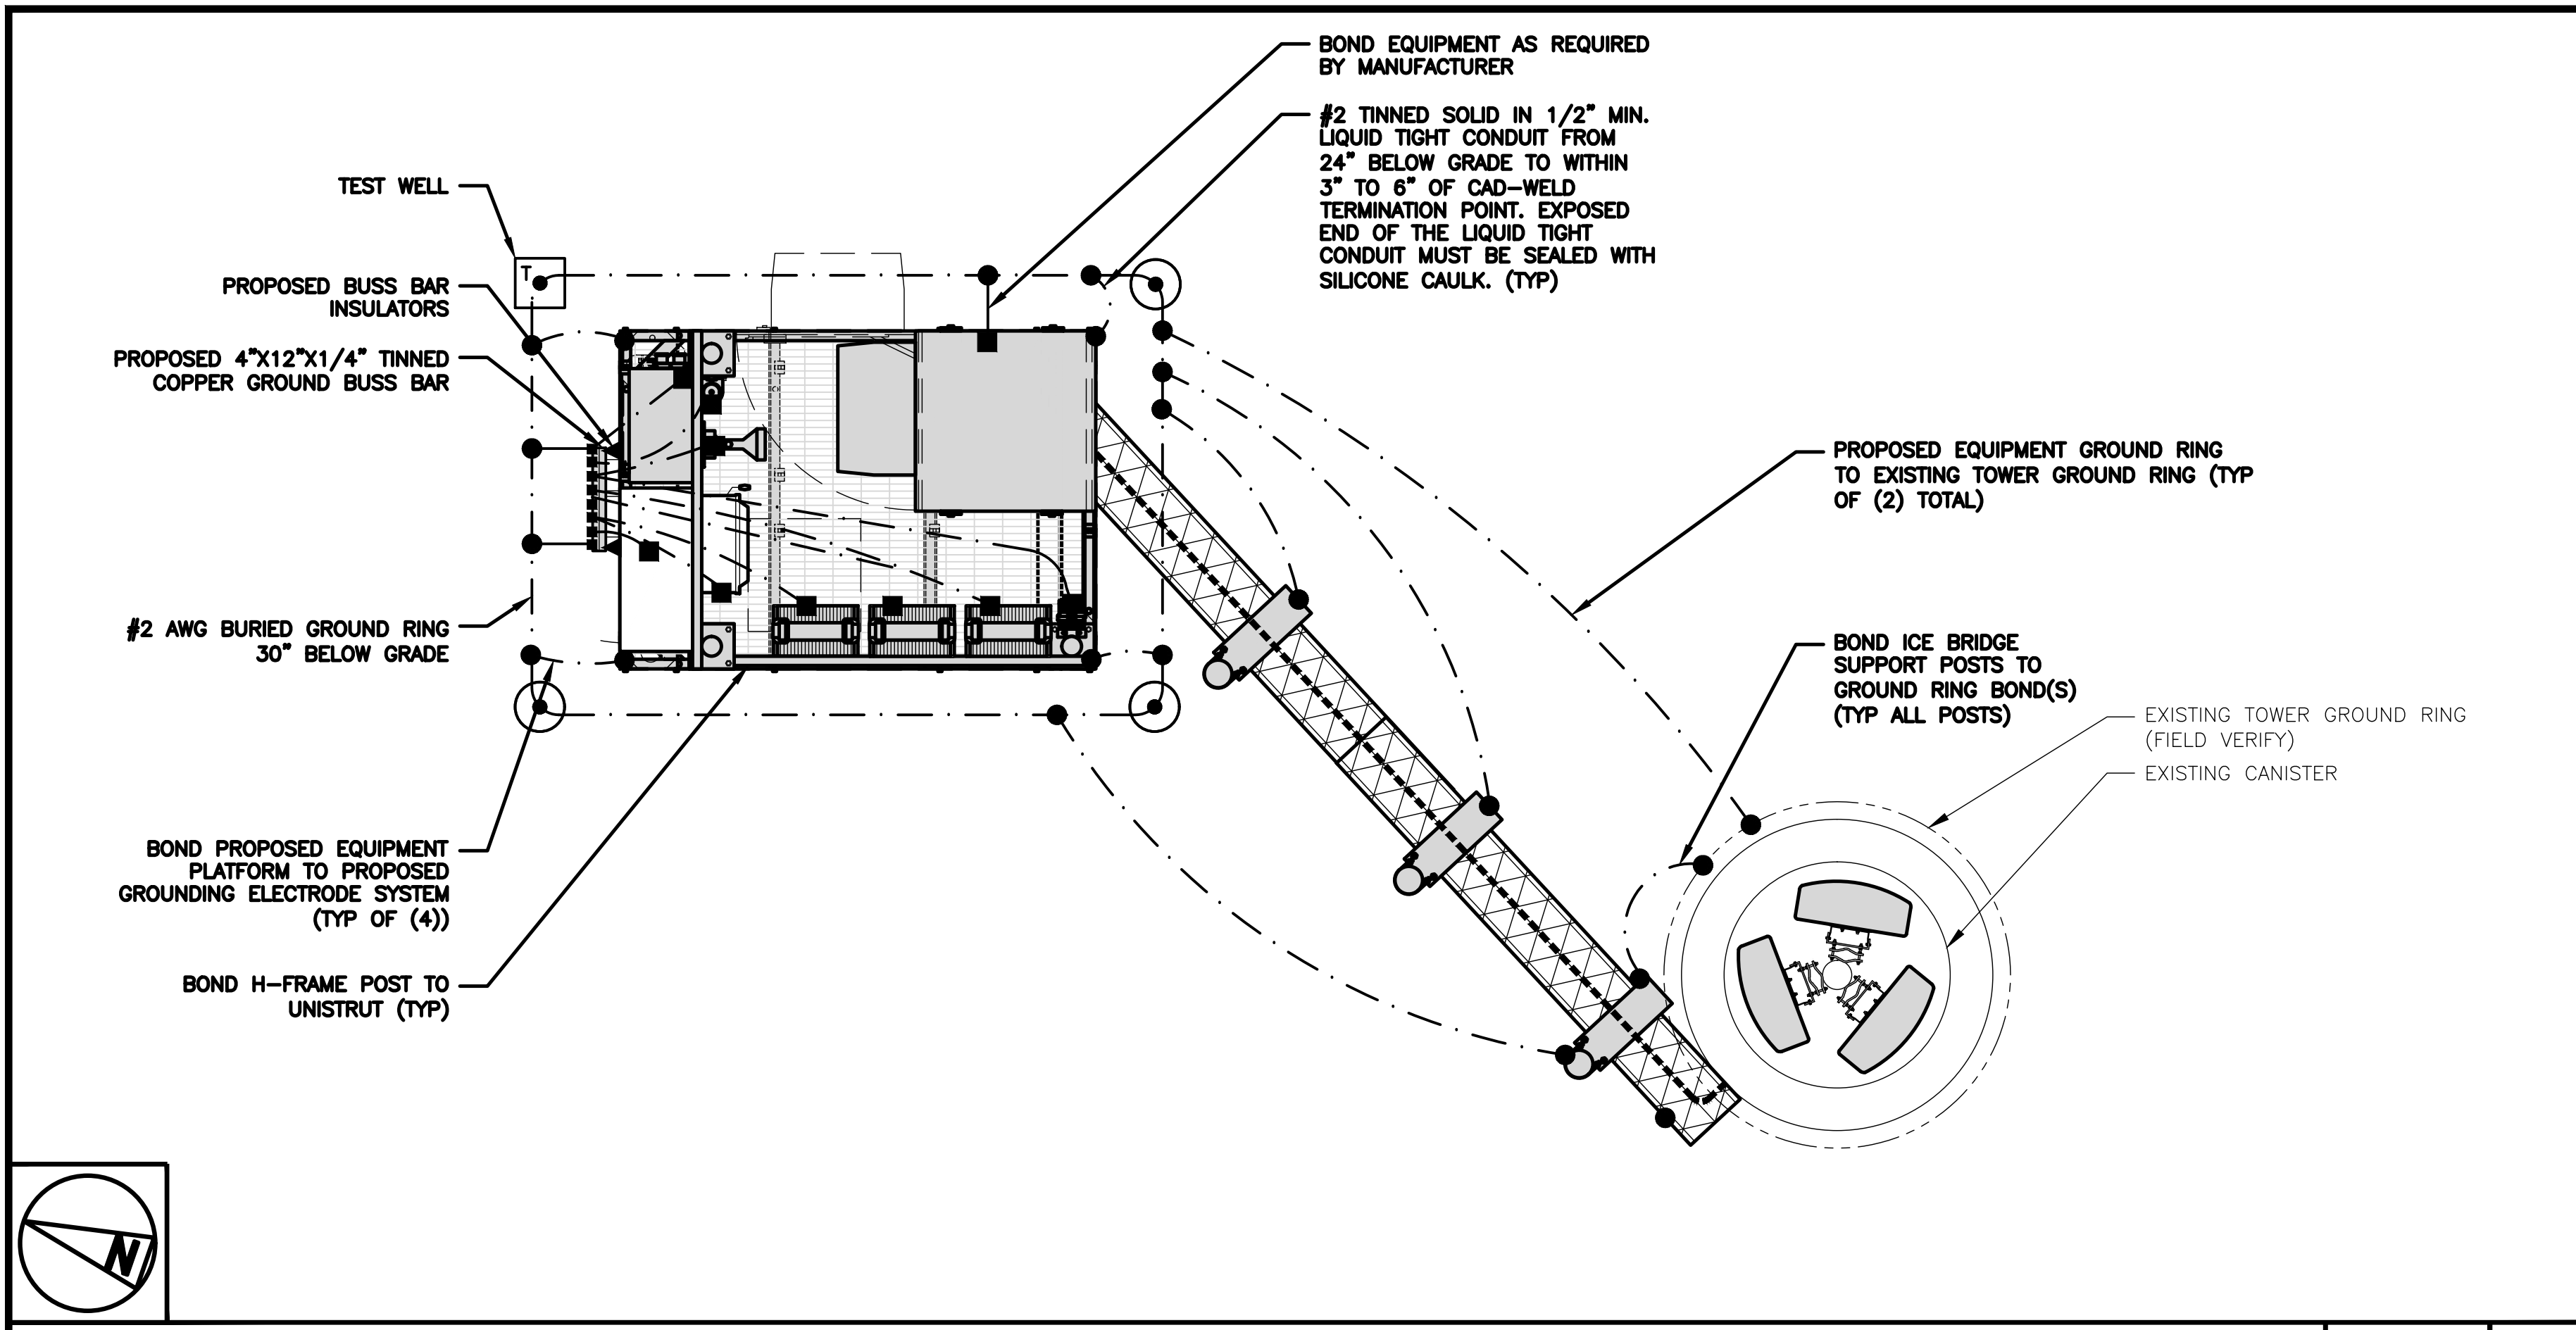 BOND EQUIPMENT AS REQUIRED
BY MANUFACTURER
#2 TINNED SOLID IN 1/2" MIN.
LIQUID TIGHT CONDUIT FROM
24" BELOW GRADE TO WITHIN
3" TO 6" OF CAD-WELD
TERMINATION POINT. EXPOSED
END OF THE LIQUID TIGHT
CONDUIT MUST BE SEALED WITH
SILICONE CAULK. (TYP)
TEST WELL
T
PROPOSED BUSS BAR
INSULATORS
PROPOSED 4"X12"X1/4" TINNED
COPPER GROUND BUSS BAR
#2 AWG BURIED GROUND RING
30" BELOW GRADE
BOND PROPOSED EQUIPMENT
PLATFORM TO PROPOSED
GROUNDING ELECTRODE SYSTEM
(TYP OF (4))
BOND H-FRAME POST TO
UNISTRUT (TYP)
PROPOSED EQUIPMENT GROUND RING
TO EXISTING TOWER GROUND RING (TYP
OF (2) TOTAL)
BOND ICE BRIDGE
SUPPORT POSTS TO
GROUND RING BOND(S)
(TYP ALL POSTS)
EXISTING TOWER GROUND RING
(FIELD VERIFY)
EXISTING CANISTER
N